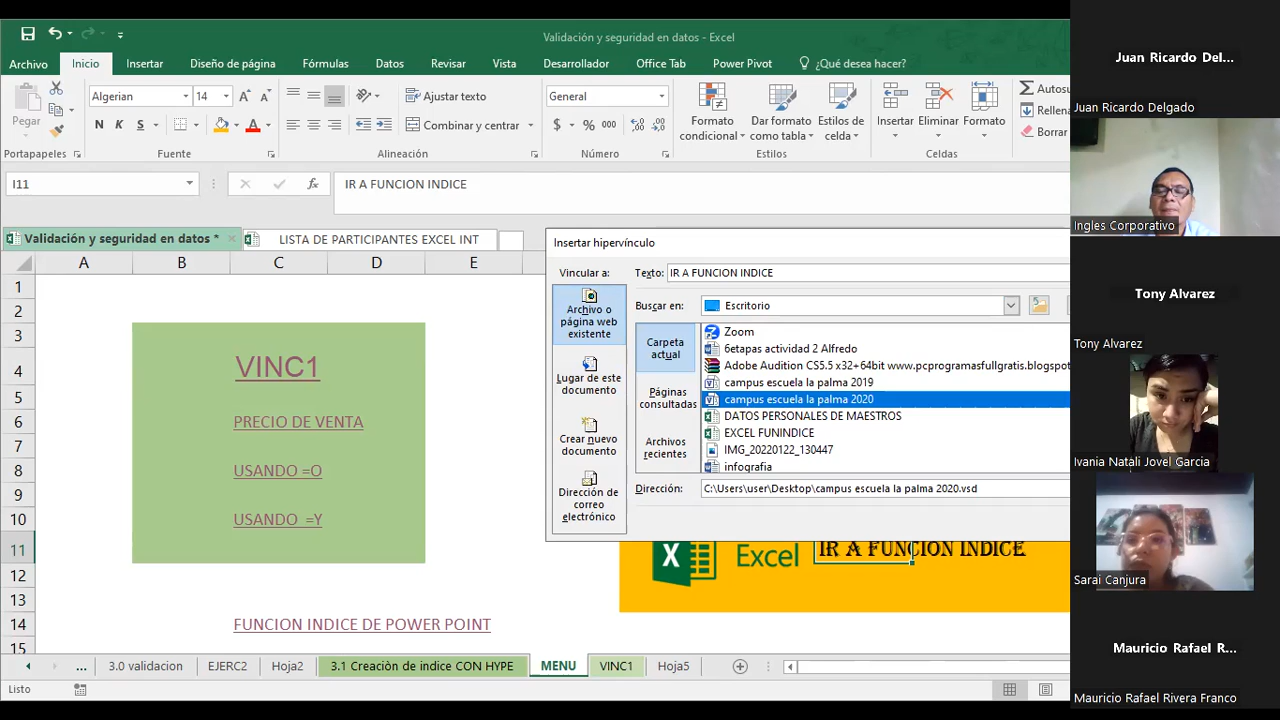 Validación y seguridad en datos - Excel
Archivo Inicio Insertar Diseño de página Fórmulas Datos Revisar Vista Desarrollador Office Tab Power Pivot ¿Qué desea hacer?
Pegar
Algerian 14
N K S
Ajustar texto
Combinar y centrar
General
$ % 000
Formato condicional
Dar formato como tabla
Estilos de celda
Insertar Eliminar Formato
Autosu
Rellena
Borrar
Portapapeles Fuente Alineación Número Estilos Celdas
I11 fx IR A FUNCION INDICE
Validación y seguridad en datos * LISTA DE PARTICIPANTES EXCEL INT
A B C D E
1
2
3
4
5
6
7
8
9
10
11
12
13
14
15
VINC1
PRECIO DE VENTA
USANDO =O
USANDO =Y
FUNCION INDICE DE POWER POINT
Insertar hipervínculo
Vincular a: Texto: IR A FUNCION INDICE
Archivo o página web existente
Lugar de este documento
Crear nuevo documento
Dirección de correo electrónico
Buscar en: Escritorio
Carpeta actual
Páginas consultadas
Archivos recientes
Zoom
6etapas actividad 2 Alfredo
Adobe Audition CS5.5 x32+64bit www.pcprogramasfullgratis.blogspot
campus escuela la palma 2019
campus escuela la palma 2020
DATOS PERSONALES DE MAESTROS
EXCEL FUNINDICE
IMG_20220122_130447
infografia
Dirección: C:\Users\user\Desktop\campus escuela la palma 2020.vsd
X Excel IR A FUNCION INDICE
... 3.0 validacion EJERC2 Hoja2 3.1 Creaciòn de indice CON HYPE MENU VINC1 Hoja5
Listo
Juan Ricardo Del...
Juan Ricardo Delgado
Ingles Corporativo
Tony Alvarez
Tony Alvarez
Ivania Natali Jovel Garcia
Sarai Canjura
Mauricio Rafael R...
Mauricio Rafael Rivera Franco